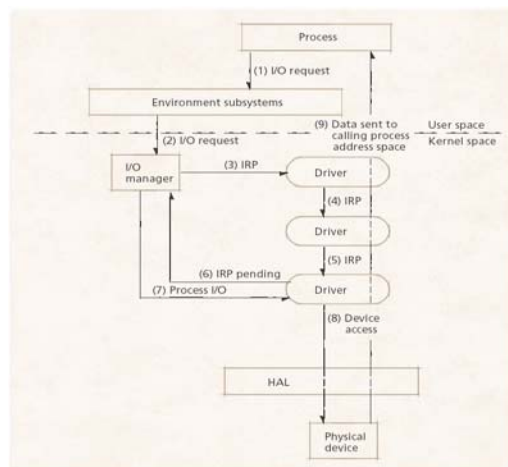 Process
(1) I/O request
Environment subsystems
(9) Data sent to
calling process
address space
User space
Kernel space
(2) I/O request
I/O
manager
(3) IRP
Driver
(4) IRP
Driver
(5) IRP
(6) IRP pending
(7) Process I/O
Driver
(8) Device
access
HAL
Physical
device